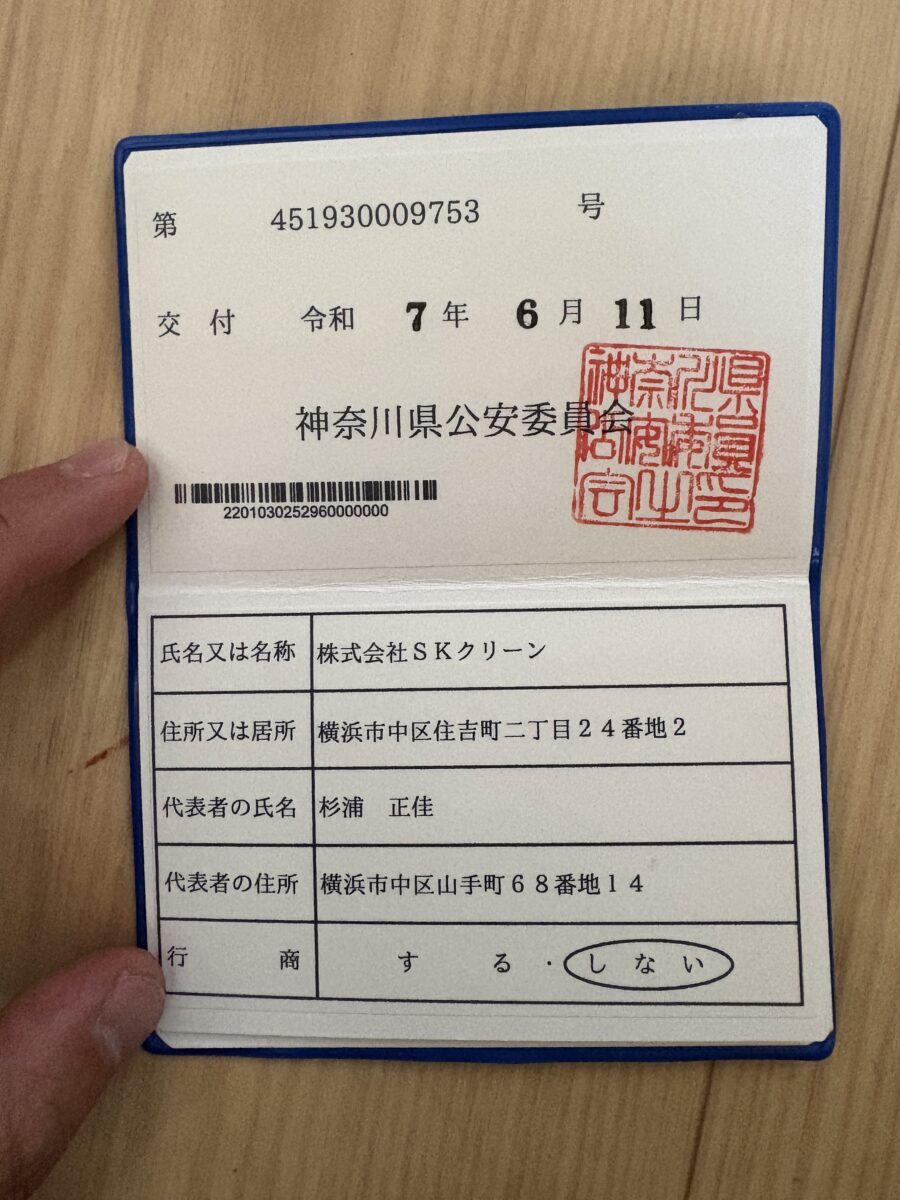 第 451930009753 号
交付 令和 7年 6月 11日
神奈川県公安委員会
2201030252960000000
氏名又は名称 株式会社ＳＫクリーン
住所又は居所 横浜市中区住吉町二丁目２４番地２
代表者の氏名 杉浦　正佳
代表者の住所 横浜市中区山手町６８番地１４
行商 する・しない